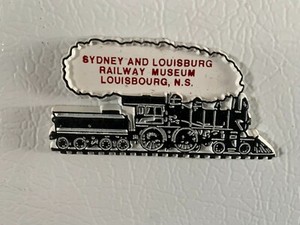 SYDNEY AND LOUISBURG
RAILWAY MUSEUM
LOUISBOURG, N.S.